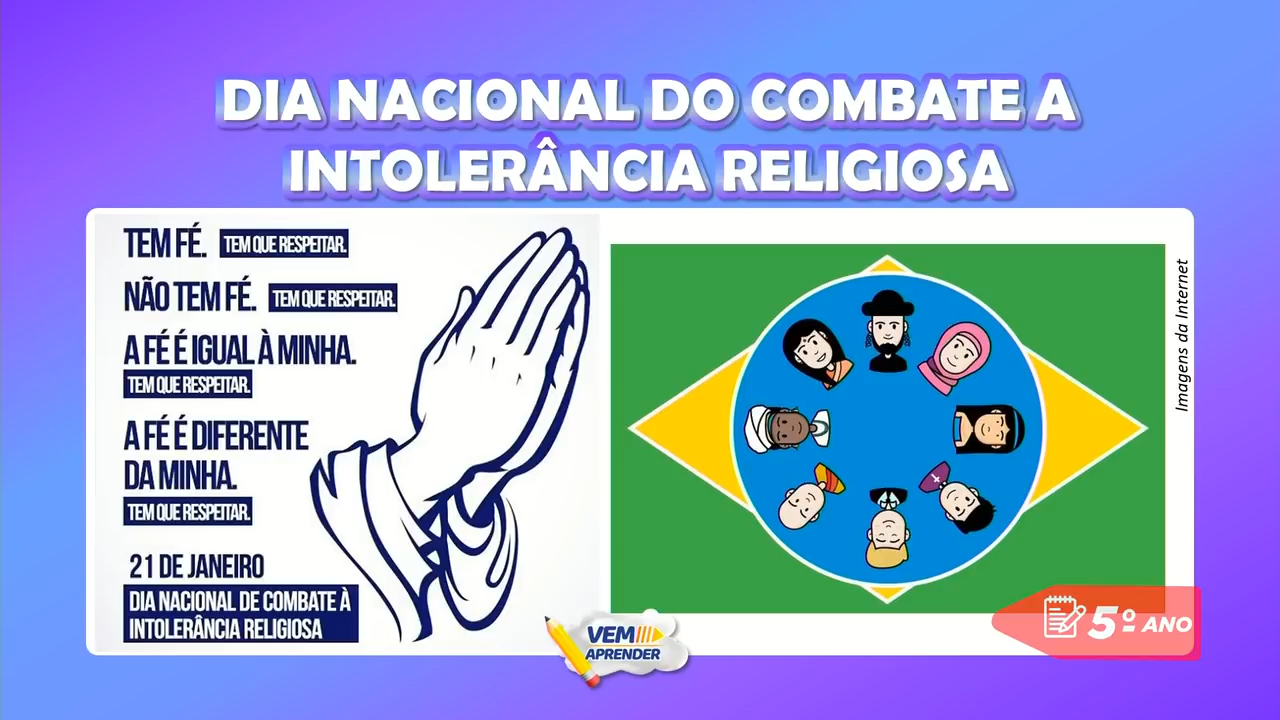 DIA NACIONAL DO COMBATE A
INTOLERÂNCIA RELIGIOSA
TEM FÉ. TEM QUE RESPEITAR.
NÃO TEM FÉ. TEM QUE RESPEITAR.
A FÉ É IGUAL À MINHA.
TEM QUE RESPEITAR.
A FÉ É DIFERENTE
DA MINHA.
TEM QUE RESPEITAR.
21 DE JANEIRO
DIA NACIONAL DE COMBATE À
INTOLERÂNCIA RELIGIOSA
Imagens da Internet
VEM
APRENDER
5º ANO